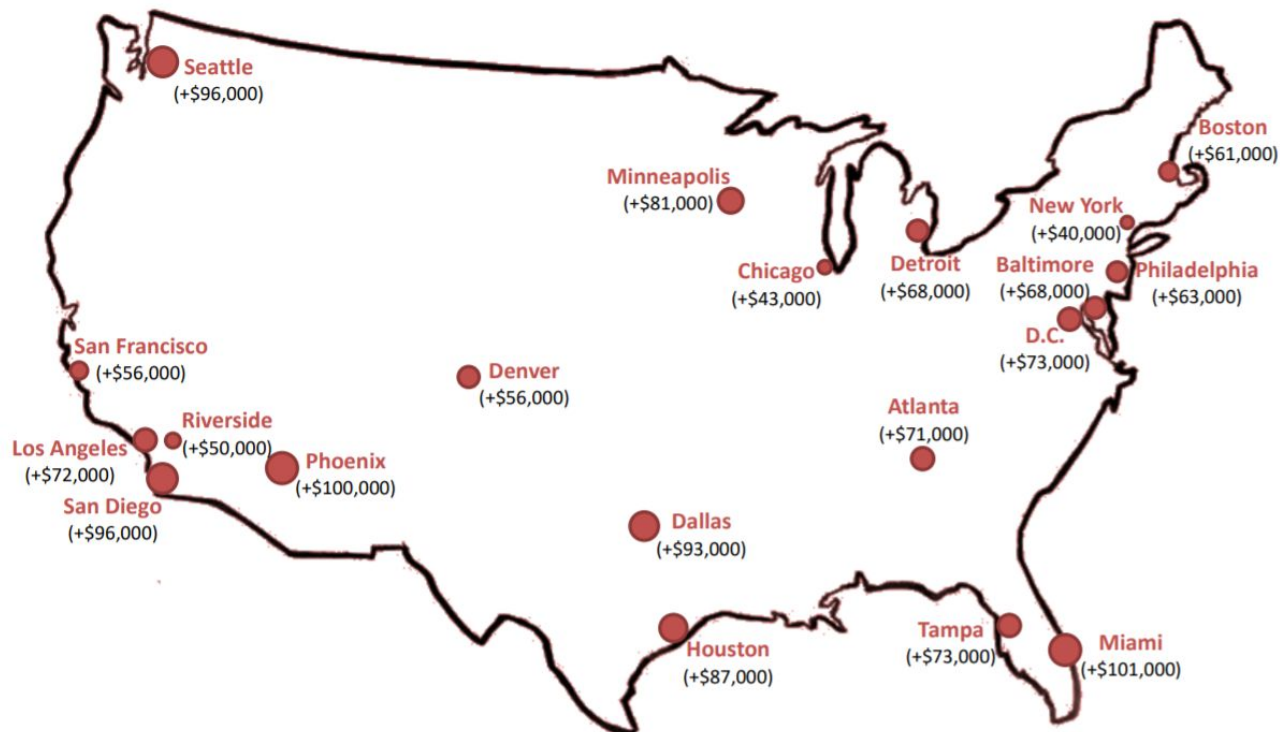 Seattle
(+$96,000)
Boston
(+$61,000)
Minneapolis
(+$81,000)
New York
(+$40,000)
Chicago
(+$43,000)
Detroit
(+$68,000)
Baltimore
(+$68,000)
Philadelphia
(+$63,000)
D.C.
(+$73,000)
San Francisco
(+$56,000)
Denver
(+$56,000)
Atlanta
(+$71,000)
Riverside
(+$50,000)
Los Angeles
(+$72,000)
Phoenix
(+$100,000)
San Diego
(+$96,000)
Dallas
(+$93,000)
Houston
(+$87,000)
Tampa
(+$73,000)
Miami
(+$101,000)